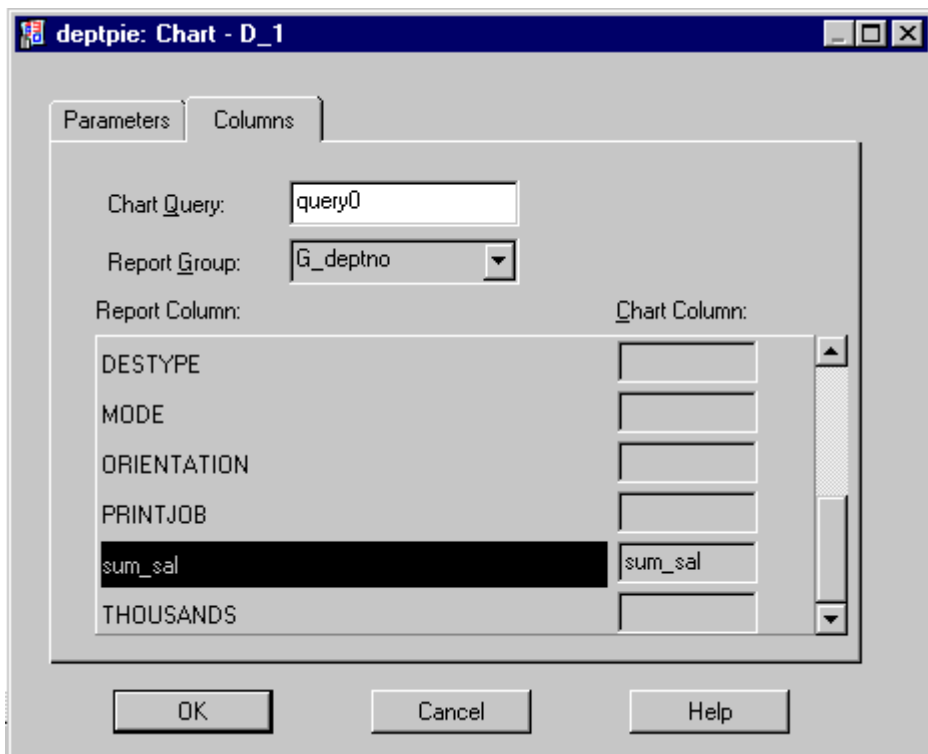 deptpie: Chart - D_1
Parameters Columns
Chart Query: query0
Report Group: G_deptno
Report Column: Chart Column:
DESTYPE
MODE
ORIENTATION
PRINTJOB
sum_sal sum_sal
THOUSANDS
OK Cancel Help